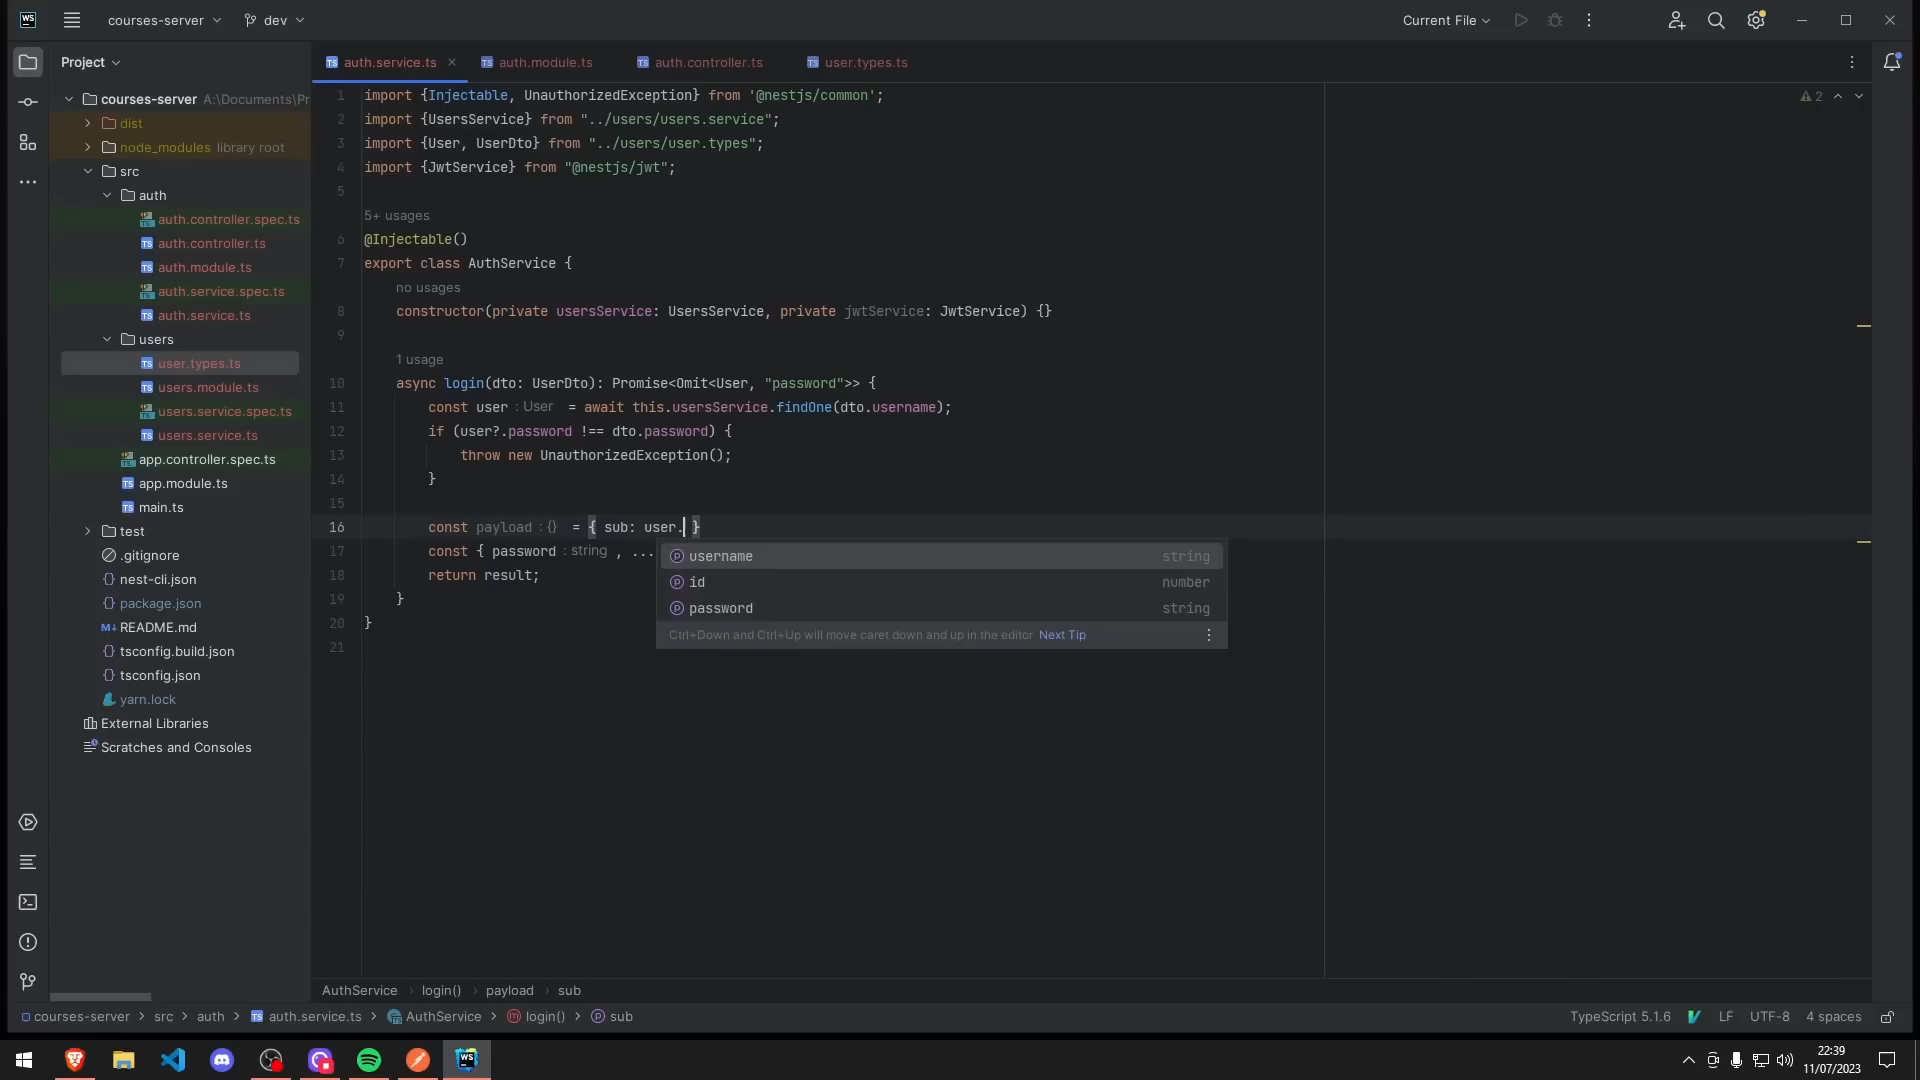 WS courses-server dev Current File
Project
auth.service.ts auth.module.ts auth.controller.ts user.types.ts
courses-server A:\Documents\Pr
dist
node_modules library root
src
auth
auth.controller.spec.ts
auth.controller.ts
auth.module.ts
auth.service.spec.ts
auth.service.ts
users
user.types.ts
users.module.ts
users.service.spec.ts
users.service.ts
app.controller.spec.ts
app.module.ts
main.ts
test
.gitignore
nest-cli.json
package.json
README.md
tsconfig.build.json
tsconfig.json
yarn.lock
External Libraries
Scratches and Consoles
2
1 import {Injectable, UnauthorizedException} from '@nestjs/common';
2 import {UsersService} from "../users/users.service";
3 import {User, UserDto} from "../users/user.types";
4 import {JwtService} from "@nestjs/jwt";
5
5+ usages
6 @Injectable()
7 export class AuthService {
no usages
8 constructor(private usersService: UsersService, private jwtService: JwtService) {}
9
1 usage
10 async login(dto: UserDto): Promise<Omit<User, "password">> {
11 const user : User = await this.usersService.findOne(dto.username);
12 if (user?.password !== dto.password) {
13 throw new UnauthorizedException();
14 }
15
16 const payload : {} = { sub: user. }
17 const { password : string , ...
18 return result;
19 }
20 }
21
username string
id number
password string
Ctrl+Down and Ctrl+Up will move caret down and up in the editor Next Tip
AuthService login() payload sub
courses-server src auth auth.service.ts AuthService login() sub
TypeScript 5.1.6 LF UTF-8 4 spaces
22:39
11/07/2023